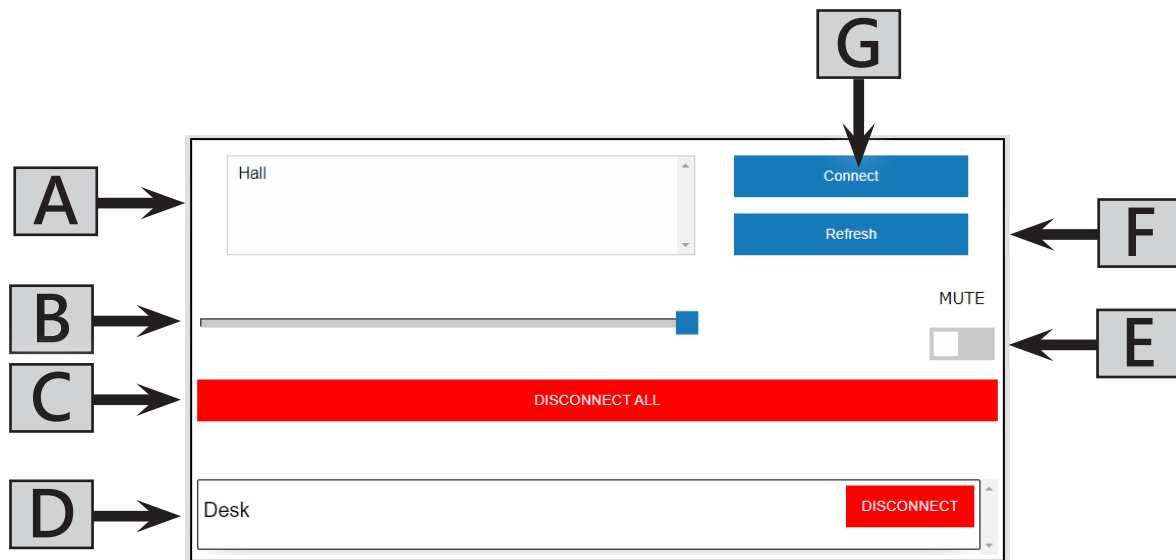 G
A
Hall
Connect
Refresh
F
B
MUTE
E
C
DISCONNECT ALL
D
Desk
DISCONNECT